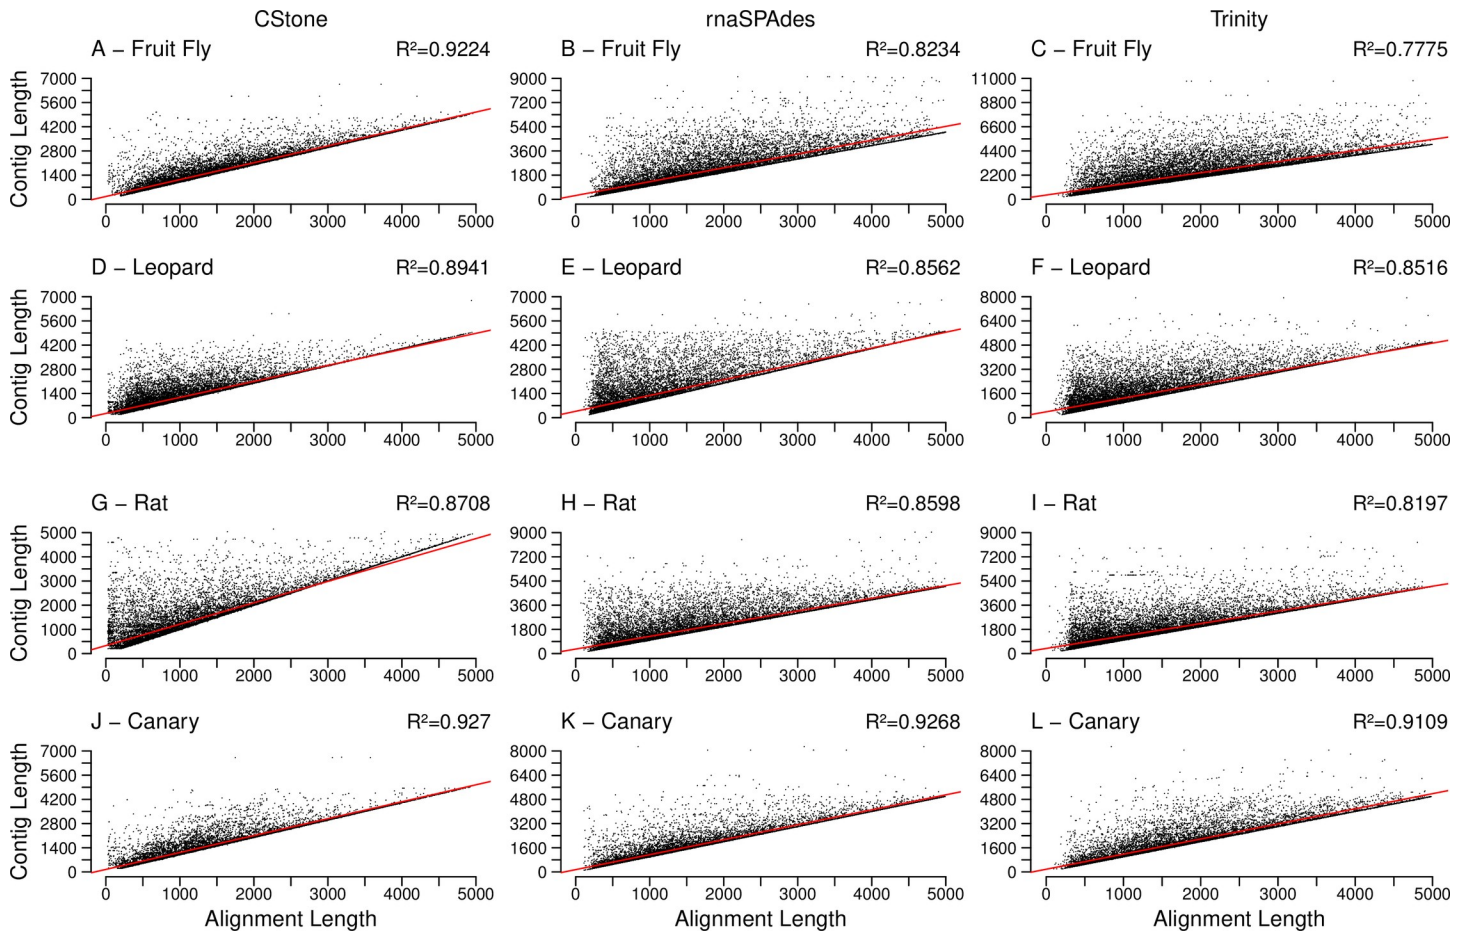 CStone rnaSPAdes Trinity
A – Fruit Fly R²=0.9224 B – Fruit Fly R²=0.8234 C – Fruit Fly R²=0.7775
Contig Length
7000 5600 4200 2800 1400 0
9000 7200 5400 3600 1800 0
11000 8800 6600 4400 2200 0
0 1000 2000 3000 4000 5000 0 1000 2000 3000 4000 5000 0 1000 2000 3000 4000 5000
D – Leopard R²=0.8941 E – Leopard R²=0.8562 F – Leopard R²=0.8516
Contig Length
7000 5600 4200 2800 1400 0
7000 5600 4200 2800 1400 0
8000 6400 4800 3200 1600 0
0 1000 2000 3000 4000 5000 0 1000 2000 3000 4000 5000 0 1000 2000 3000 4000 5000
G – Rat R²=0.8708 H – Rat R²=0.8598 I – Rat R²=0.8197
Contig Length
5000 4000 3000 2000 1000 0
9000 7200 5400 3600 1800 0
9000 7200 5400 3600 1800 0
0 1000 2000 3000 4000 5000 0 1000 2000 3000 4000 5000 0 1000 2000 3000 4000 5000
J – Canary R²=0.927 K – Canary R²=0.9268 L – Canary R²=0.9109
Contig Length
7000 5600 4200 2800 1400 0
8000 6400 4800 3200 1600 0
8000 6400 4800 3200 1600 0
0 1000 2000 3000 4000 5000 0 1000 2000 3000 4000 5000 0 1000 2000 3000 4000 5000
Alignment Length Alignment Length Alignment Length